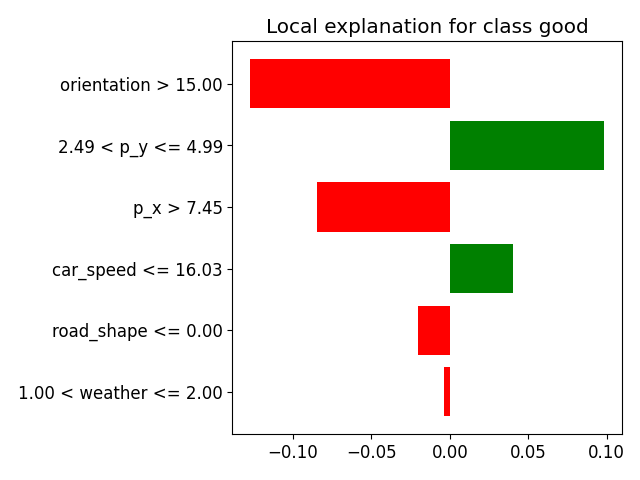 Local explanation for class good
orientation > 15.00
2.49 < p_y <= 4.99
p_x > 7.45
car_speed <= 16.03
road_shape <= 0.00
1.00 < weather <= 2.00
−0.10 −0.05 0.00 0.05 0.10